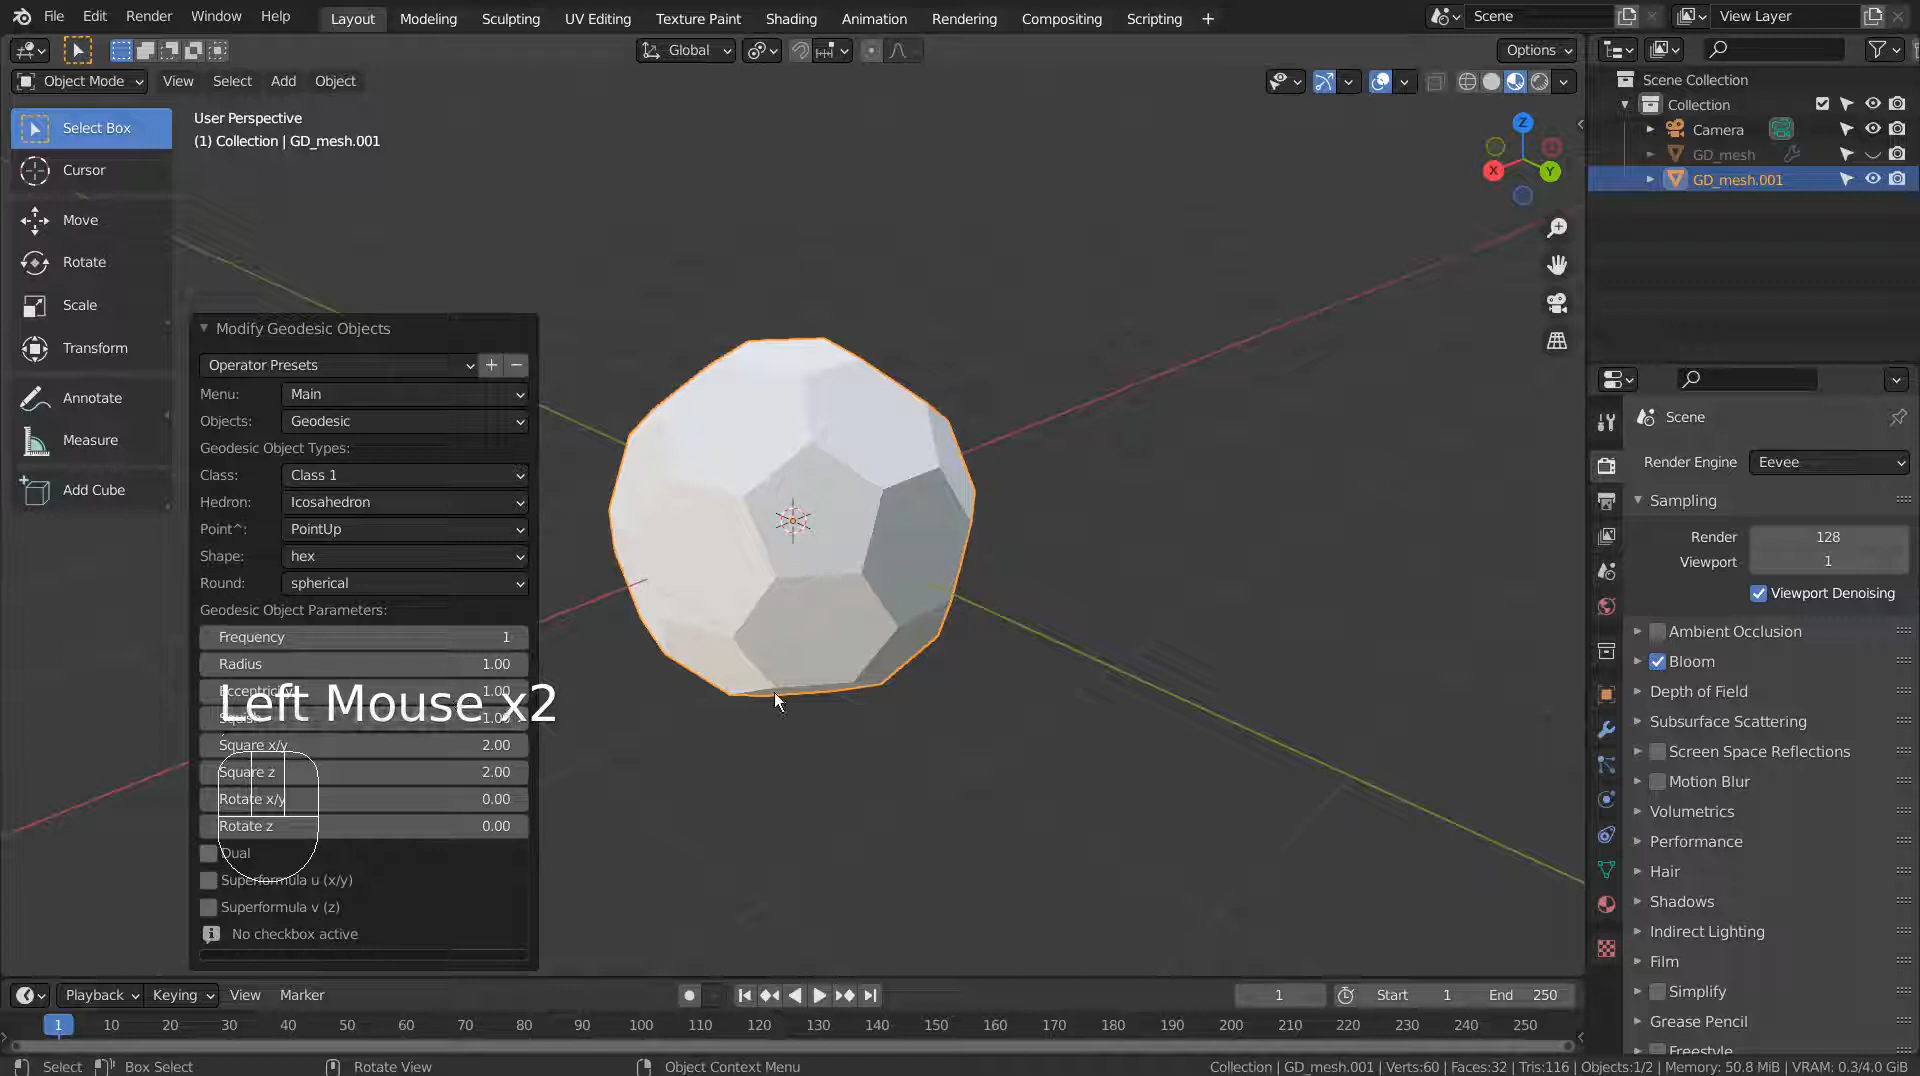 File Edit Render Window Help Layout Modeling Sculpting UV Editing Texture Paint Shading Animation Rendering Compositing Scripting + Scene View Layer
Global Options
Object Mode View Select Add Object
Scene Collection
Collection
Camera
GD_mesh
GD_mesh.001
Select Box
Cursor
Move
Rotate
Scale
Transform
Annotate
Measure
Add Cube
User Perspective
(1) Collection | GD_mesh.001
Z
X
Y
Modify Geodesic Objects
Operator Presets
Menu: Main
Objects: Geodesic
Geodesic Object Types:
Class: Class 1
Hedron: Icosahedron
Point^: PointUp
Shape: hex
Round: spherical
Geodesic Object Parameters:
Frequency 1
Radius 1.00
Eccentricity 1.00
Squish 1.00
Square x/y 2.00
Square z 2.00
Rotate x/y 0.00
Rotate z 0.00
Dual
Superformula u (x/y)
Superformula v (z)
No checkbox active
Left Mouse x2
Scene
Render Engine Eevee
Sampling
Render 128
Viewport 1
Viewport Denoising
Ambient Occlusion
Bloom
Depth of Field
Subsurface Scattering
Screen Space Reflections
Motion Blur
Volumetrics
Performance
Hair
Shadows
Indirect Lighting
Film
Simplify
Grease Pencil
Freestyle
Playback Keying View Marker 1 Start 1 End 250
1 10 20 30 40 50 60 70 80 90 100 110 120 130 140 150 160 170 180 190 200 210 220 230 240 250
Select Box Select Rotate View Object Context Menu Collection | GD_mesh.001 | Verts:60 | Faces:32 | Tris:116 | Objects:1/2 | Memory: 50.8 MiB | VRAM: 0.3/4.0 GiB